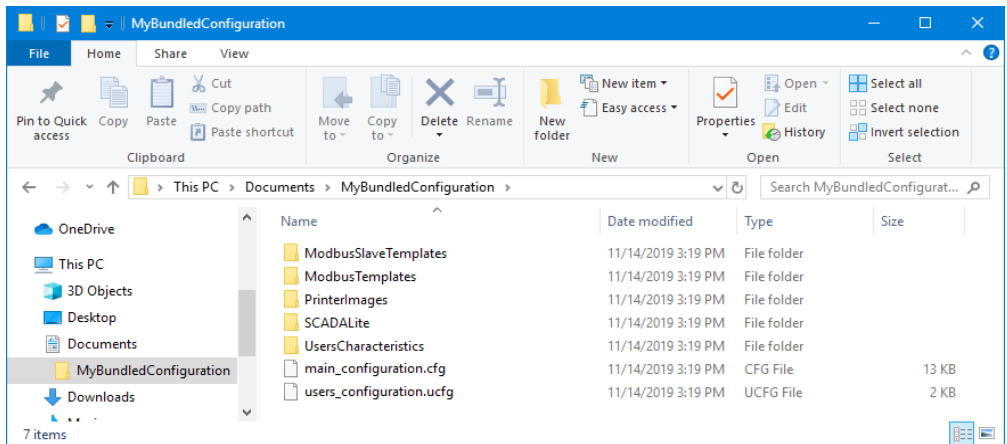 MyBundledConfiguration
File Home Share View
Pin to Quick access
Copy
Paste
Cut
Copy path
Paste shortcut
Clipboard
Move to
Copy to
Delete
Rename
Organize
New folder
New item
Easy access
New
Properties
Open
Edit
History
Open
Select all
Select none
Invert selection
Select
This PC > Documents > MyBundledConfiguration >
Search MyBundledConfigurat...
OneDrive
This PC
3D Objects
Desktop
Documents
MyBundledConfiguration
Downloads
Name Date modified Type Size
ModbusSlaveTemplates 11/14/2019 3:19 PM File folder
ModbusTemplates 11/14/2019 3:19 PM File folder
PrinterImages 11/14/2019 3:19 PM File folder
SCADALite 11/14/2019 3:19 PM File folder
UsersCharacteristics 11/14/2019 3:19 PM File folder
main_configuration.cfg 11/14/2019 3:19 PM CFG File 13 KB
users_configuration.ucfg 11/14/2019 3:19 PM UCFG File 2 KB
7 items